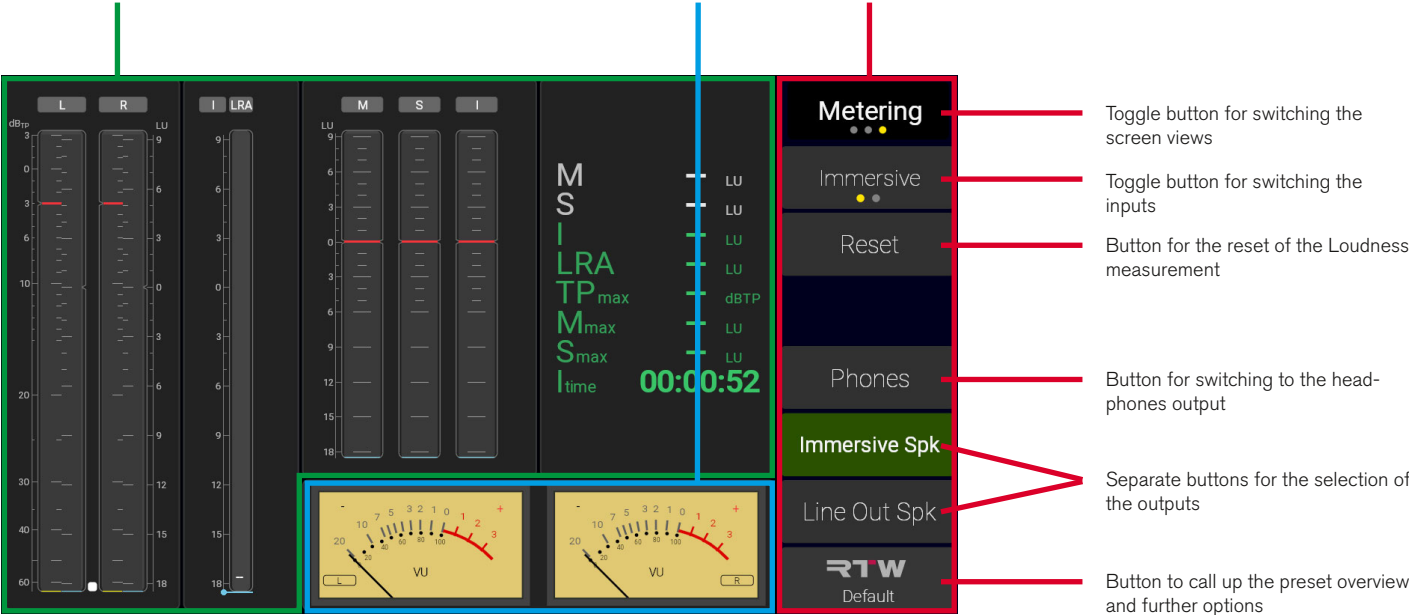 L R
I LRA
M S I
dBTP
LU
LU
3
0
3
6
10
20
30
40
60
9
6
3
0
3
6
9
12
15
18
9
6
3
0
3
6
9
12
15
18
9
6
3
0
3
6
9
12
15
18
M LU
S LU
I LU
LRA LU
TP max dBTP
Mmax LU
Smax LU
Itime 00:00:52
- 20 10 7 5 3 2 1 0 1 2 3 +
20 40 60 80 100
VU
L
- 20 10 7 5 3 2 1 0 1 2 3 +
20 40 60 80 100
VU
R
Metering
Immersive
Reset
Phones
Immersive Spk
Line Out Spk
RTW
Default
Toggle button for switching the
screen views
Toggle button for switching the
inputs
Button for the reset of the Loudness
measurement
Button for switching to the head-
phones output
Separate buttons for the selection of
the outputs
Button to call up the preset overview
and further options